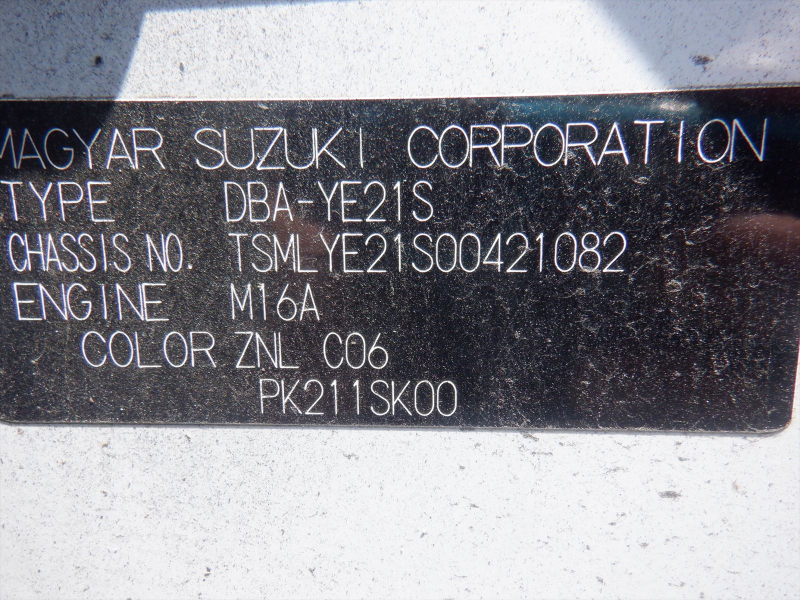 MAGYAR SUZUKI CORPORATION
TYPE DBA-YE21S
CHASSIS NO. TSMLYE21S00421082
ENGINE M16A
COLOR ZNL C06
PK211SK00